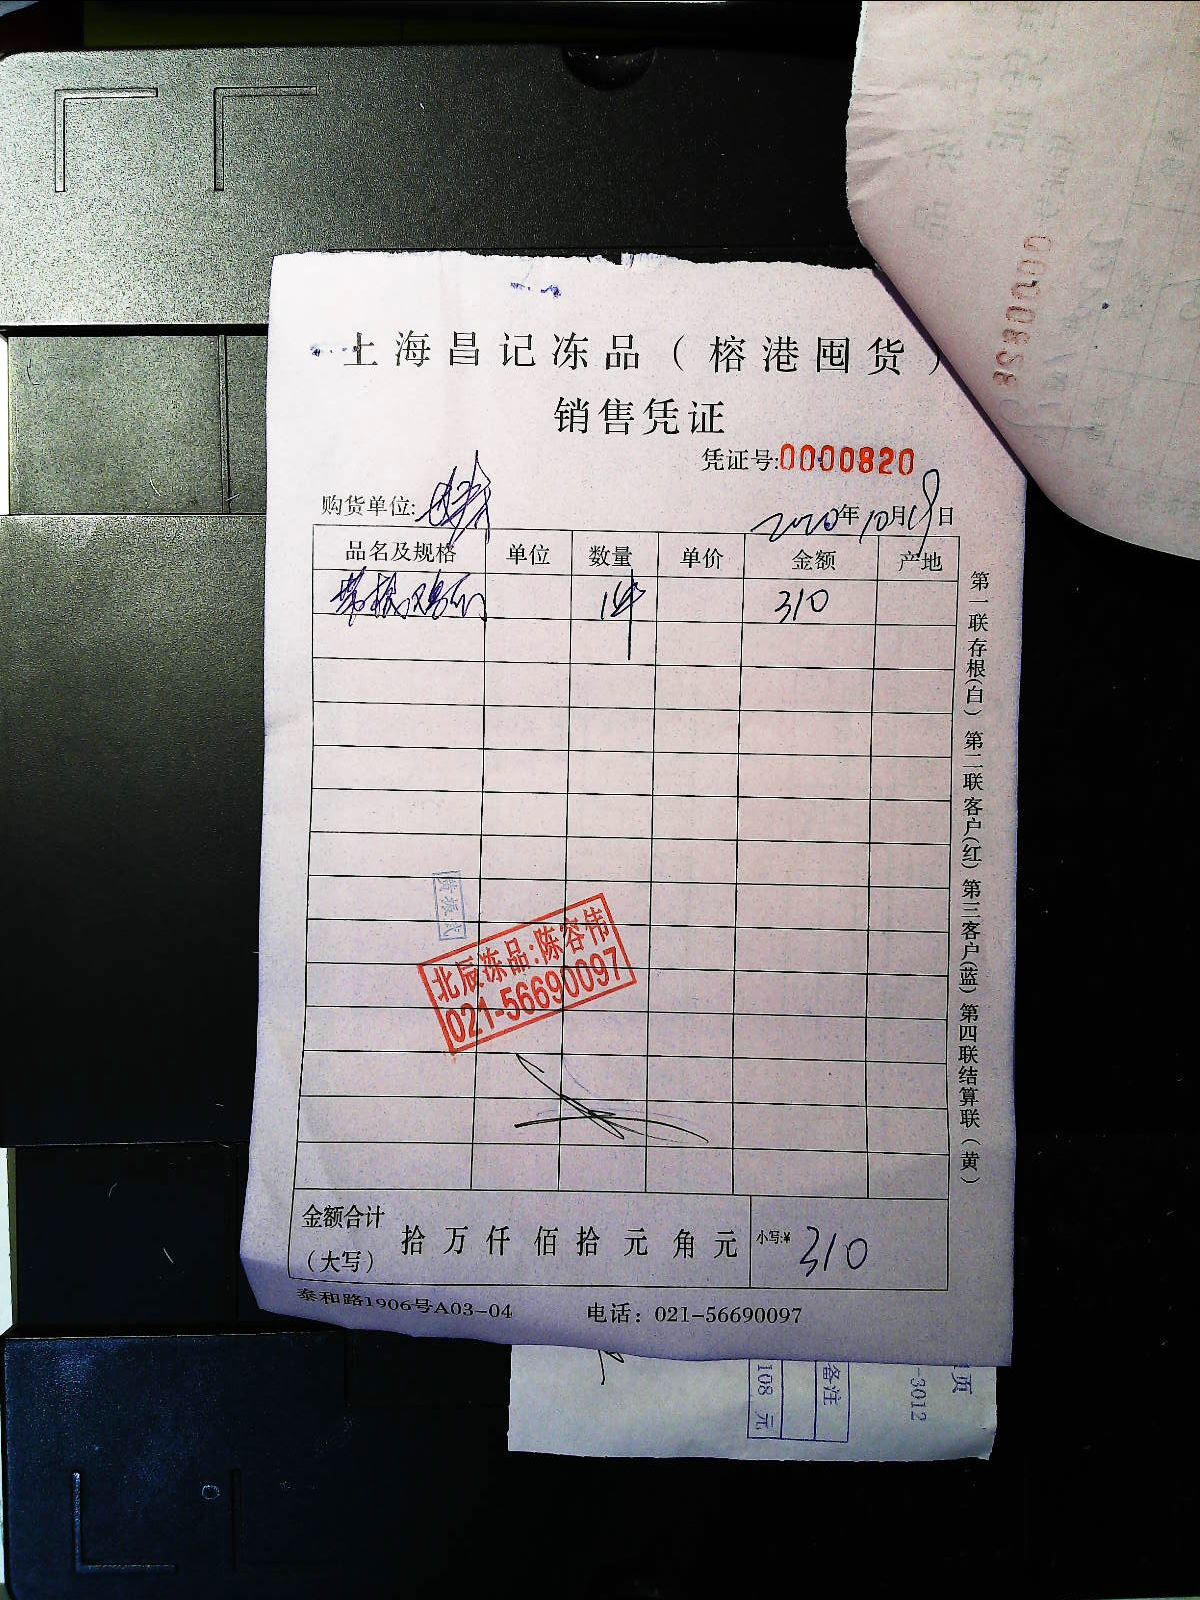 上海昌记冻品（榕港囤货）
销售凭证
凭证号:0000820
购货单位:
2020年10月19日
品名及规格 单位 数量 单价 金额 产地
1件 310
第一联存根(白) 第二联客户(红) 第三客户(蓝) 第四联结算联(黄)
黄振武
北辰冻品:陈容伟
021-56690097
金额合计
(大写) 拾 万 仟 佰 拾 元 角 元 小写:¥ 310
泰和路1906号A03-04 电话：021-56690097
备注
108 元
-3012
页